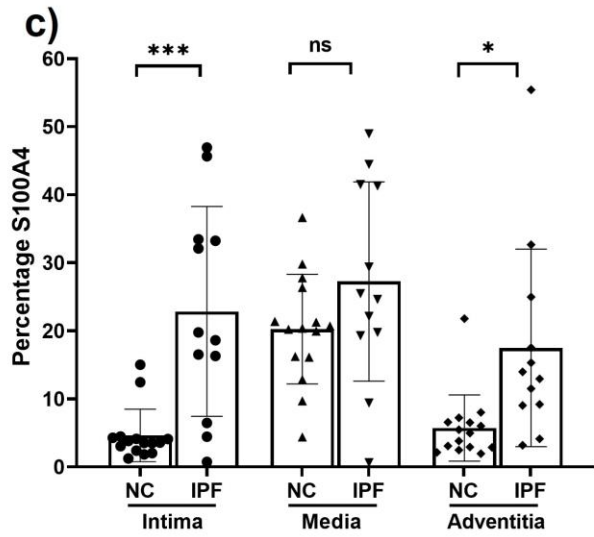 c)
*** ns *
60
50
40
30
20
10
0
Percentage S100A4
NC IPF NC IPF NC IPF
Intima Media Adventitia